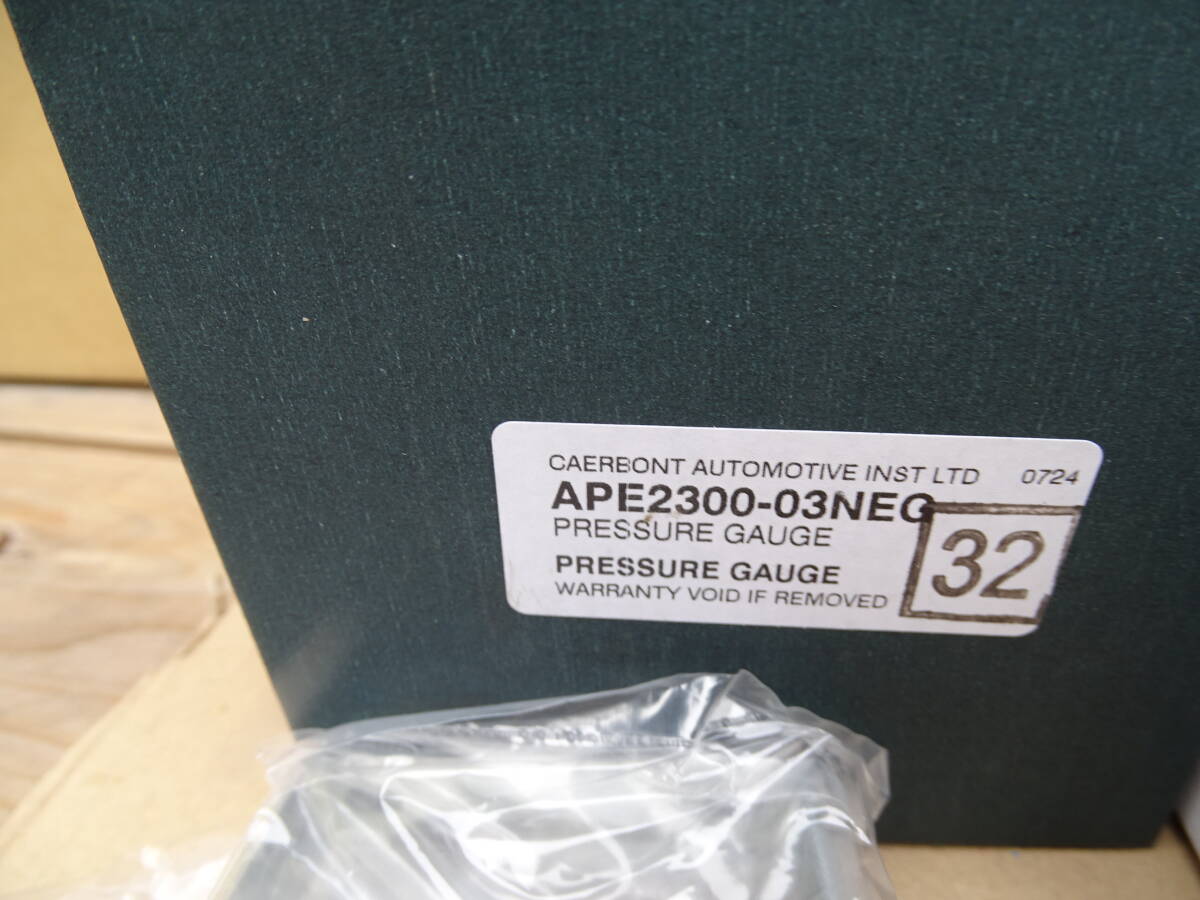 CAERBONT AUTOMOTIVE INST LTD 0724
APE2300-03NEG
PRESSURE GAUGE
PRESSURE GAUGE
WARRANTY VOID IF REMOVED
32